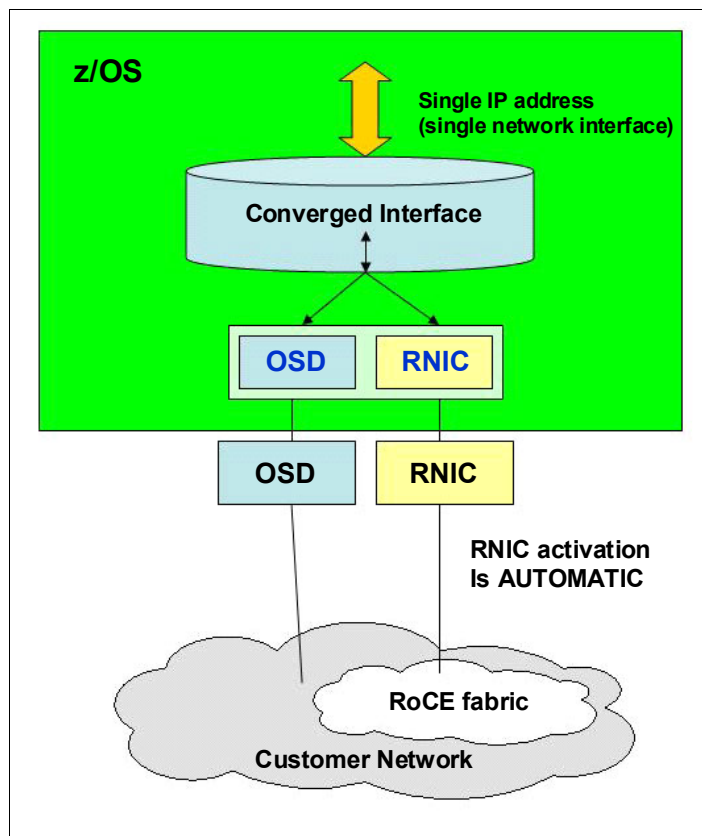 z/OS
Single IP address
(single network interface)
Converged Interface
OSD
RNIC
OSD
RNIC
RNIC activation
Is AUTOMATIC
RoCE fabric
Customer Network